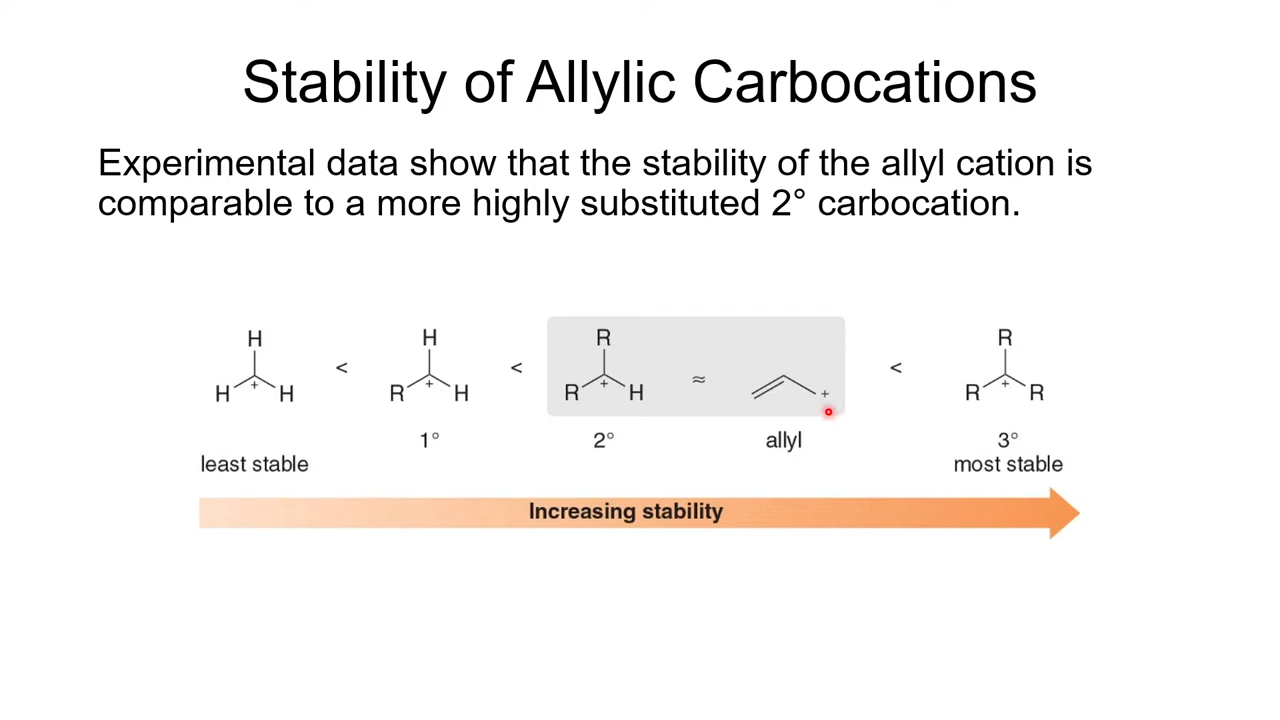 Stability of Allylic Carbocations
Experimental data show that the stability of the allyl cation is
comparable to a more highly substituted 2° carbocation.
H H R R
< < ≈ <
H + H R + H R + H + R + R
1° 2° allyl 3°
least stable most stable
Increasing stability